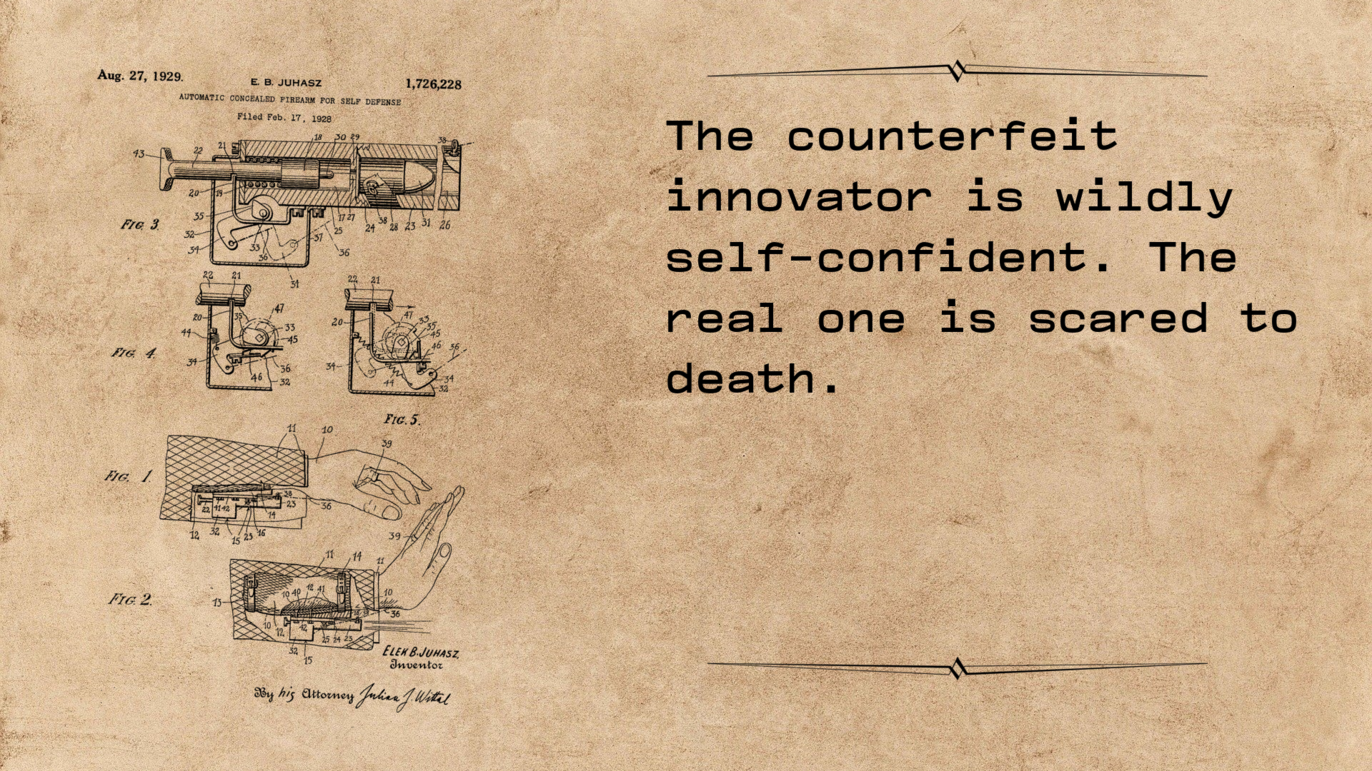 Aug. 27, 1929.
E. B. JUHASZ
1,726,228
AUTOMATIC CONCEALED FIREARM FOR SELF DEFENSE
Filed Feb. 17, 1928
FIG. 3.
FIG. 4.
FIG. 5.
FIG. 1.
FIG. 2.
ELEK B. JUHASZ,
Inventor
By his Attorney Julian J. Wittal
The counterfeit
innovator is wildly
self-confident. The
real one is scared to
death.